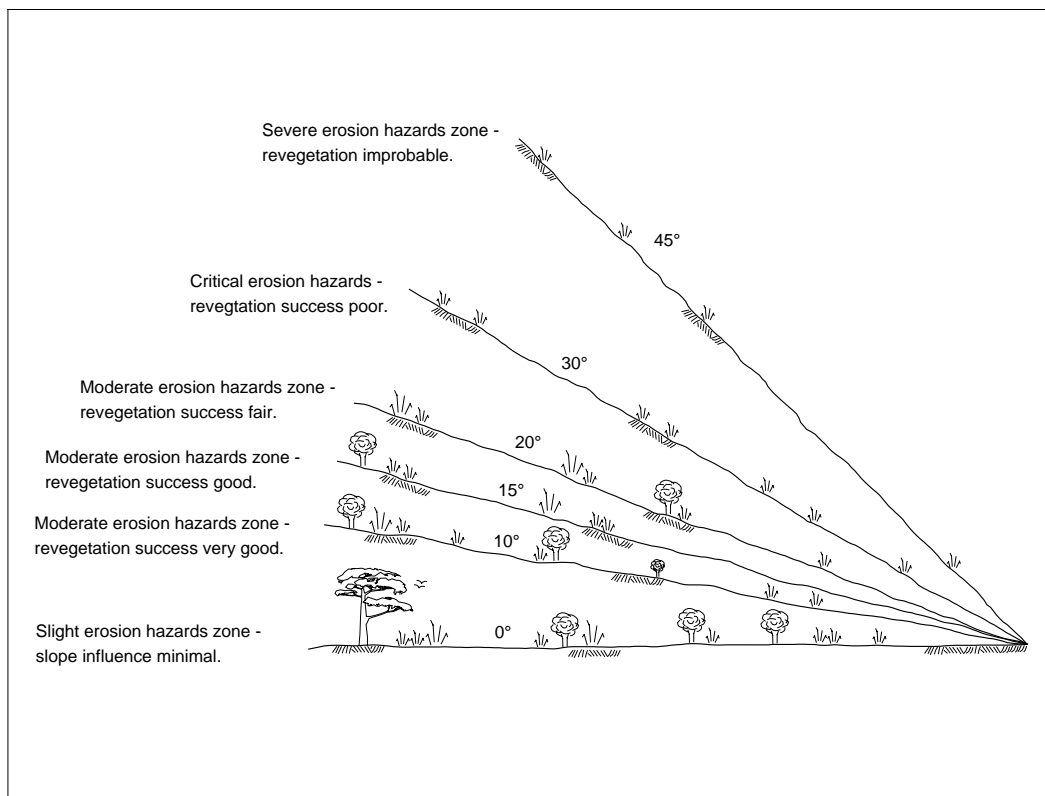 Severe erosion hazards zone -
revegetation improbable.
45°
Critical erosion hazards -
revegtation success poor.
30°
Moderate erosion hazards zone -
revegetation success fair.
20°
Moderate erosion hazards zone -
revegetation success good.
15°
Moderate erosion hazards zone -
revegetation success very good.
10°
Slight erosion hazards zone -
slope influence minimal.
0°